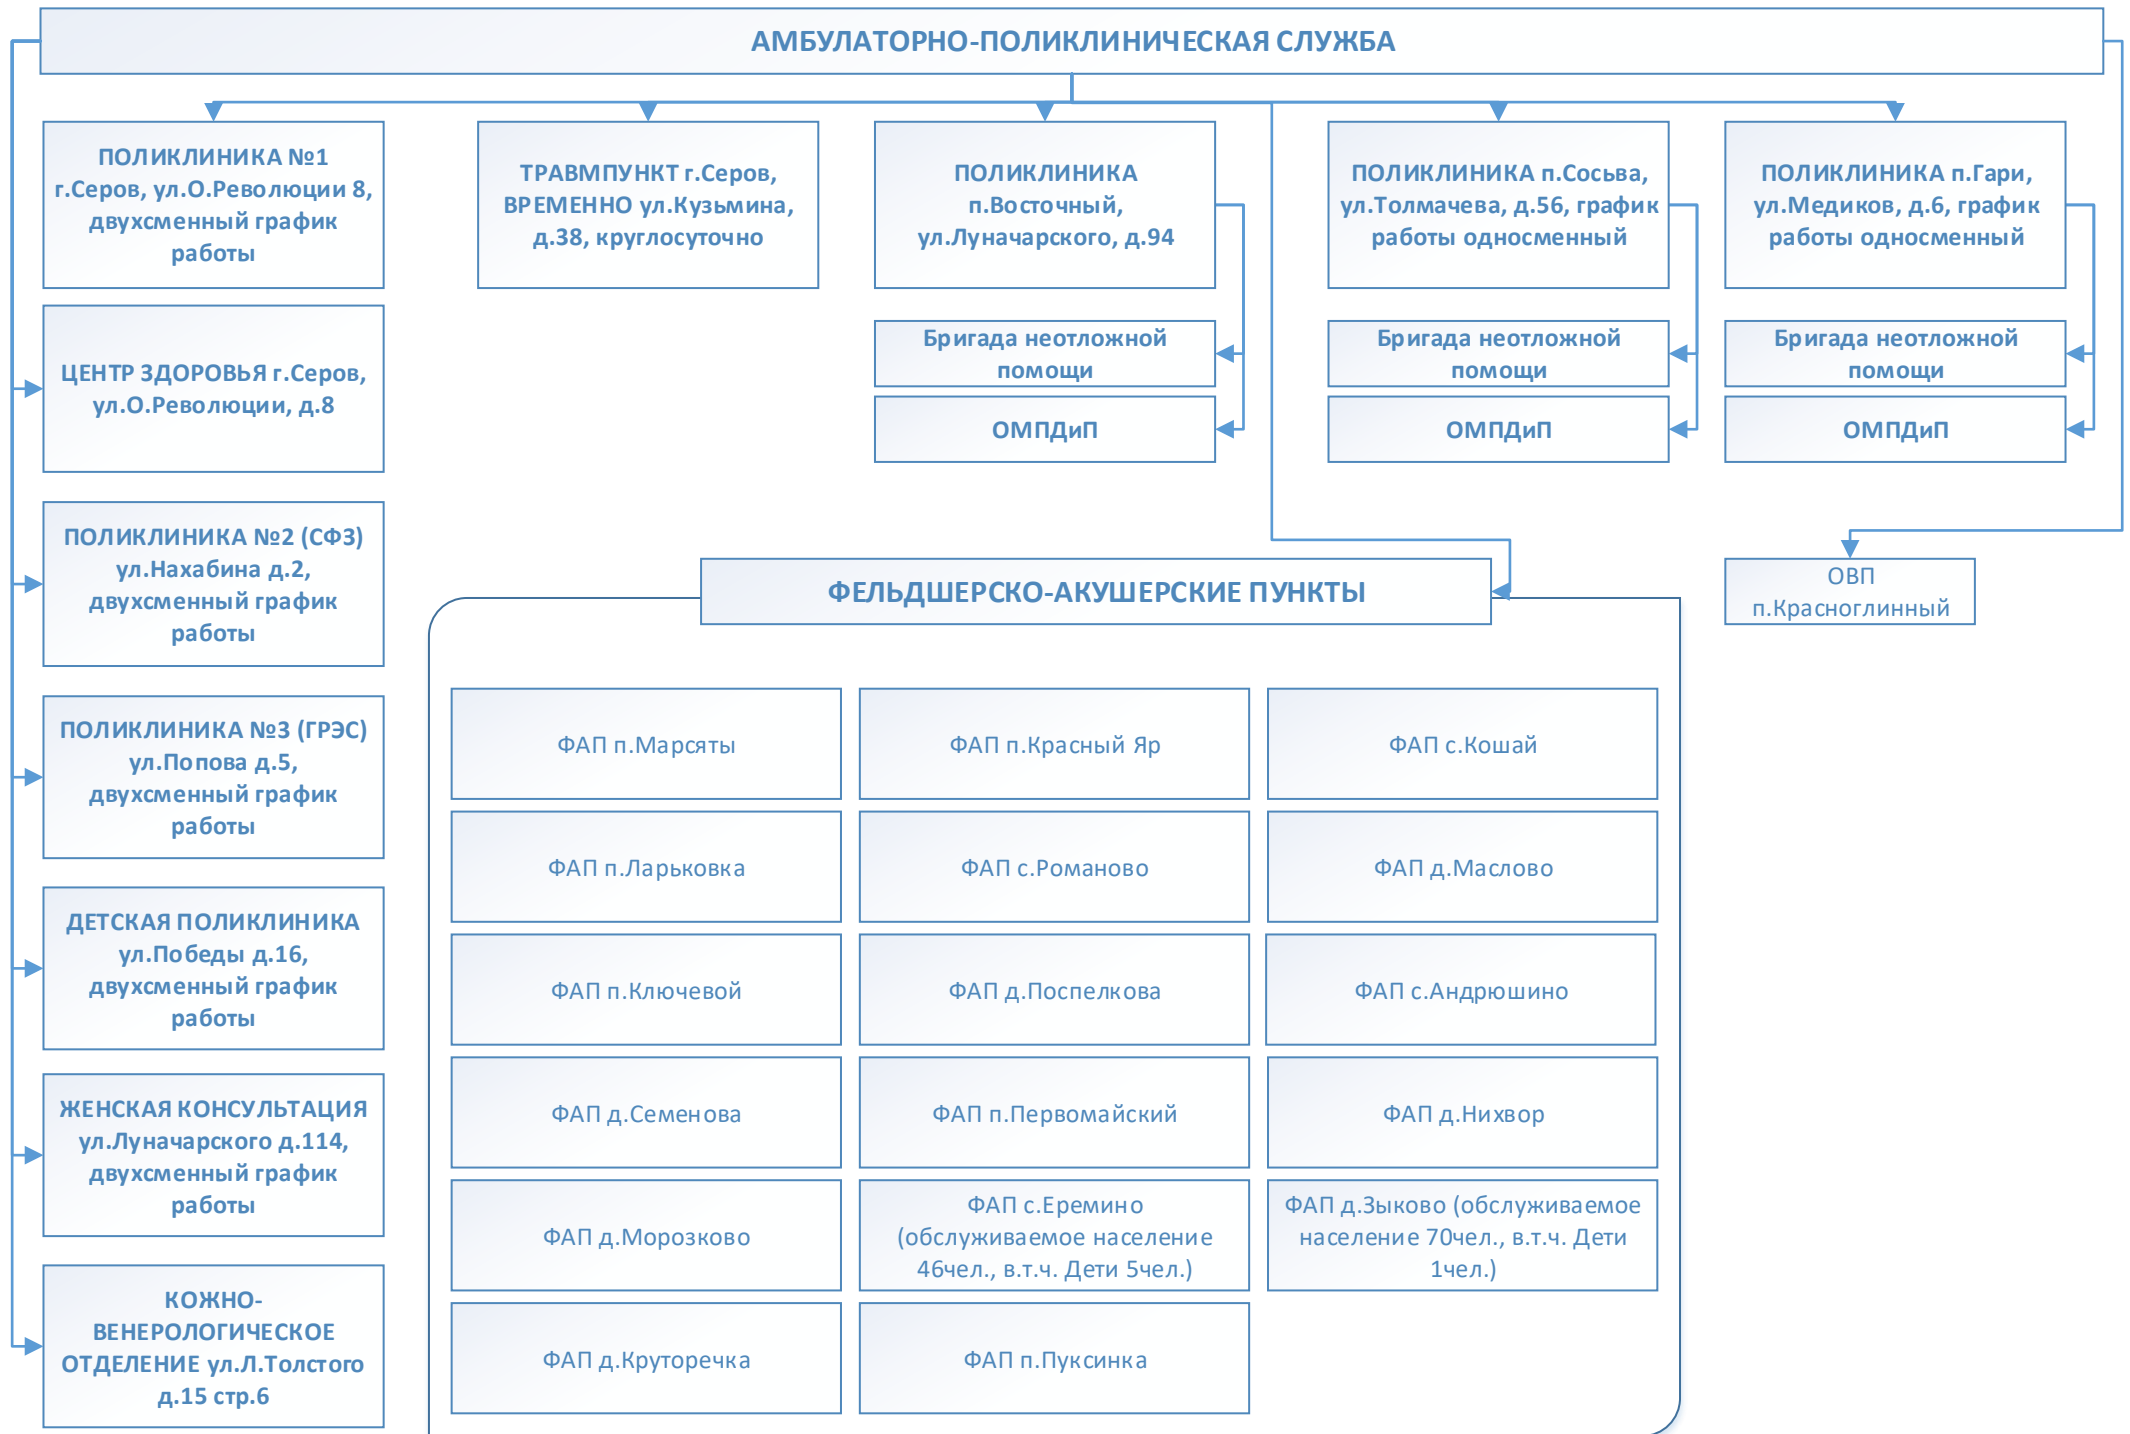 АМБУЛАТОРНО-ПОЛИКЛИНИЧЕСКАЯ СЛУЖБА
ПОЛИКЛИНИКА №1
г.Серов, ул.О.Революции 8,
двухсменный график
работы
ТРАВМПУНКТ г.Серов,
ВРЕМЕННО ул.Кузьмина,
д.38, круглосуточно
ПОЛИКЛИНИКА
п.Восточный,
ул.Луначарского, д.94
ПОЛИКЛИНИКА п.Сосьва,
ул.Толмачева, д.56, график
работы односменный
ПОЛИКЛИНИКА п.Гари,
ул.Медиков, д.6, график
работы односменный
Бригада неотложной
помощи
ОМПДиП
Бригада неотложной
помощи
ОМПДиП
Бригада неотложной
помощи
ОМПДиП
ЦЕНТР ЗДОРОВЬЯ г.Серов,
ул.О.Революции, д.8
ПОЛИКЛИНИКА №2 (СФЗ)
ул.Нахабина д.2,
двухсменный график
работы
ПОЛИКЛИНИКА №3 (ГРЭС)
ул.Попова д.5,
двухсменный график
работы
ДЕТСКАЯ ПОЛИКЛИНИКА
ул.Победы д.16,
двухсменный график
работы
ЖЕНСКАЯ КОНСУЛЬТАЦИЯ
ул.Луначарского д.114,
двухсменный график
работы
КОЖНО-
ВЕНЕРОЛОГИЧЕСКОЕ
ОТДЕЛЕНИЕ ул.Л.Толстого
д.15 стр.6
ОВП
п.Красноглинный
ФЕЛЬДШЕРСКО-АКУШЕРСКИЕ ПУНКТЫ
ФАП п.Марсяты
ФАП п.Красный Яр
ФАП с.Кошай
ФАП п.Ларьковка
ФАП с.Романово
ФАП д.Маслово
ФАП п.Ключевой
ФАП д.Поспелкова
ФАП с.Андрюшино
ФАП д.Семенова
ФАП п.Первомайский
ФАП д.Нихвор
ФАП д.Морозково
ФАП с.Еремино
(обслуживаемое население
46чел., в.т.ч. Дети 5чел.)
ФАП д.Зыково (обслуживаемое
население 70чел., в.т.ч. Дети
1чел.)
ФАП д.Круторечка
ФАП п.Пуксинка